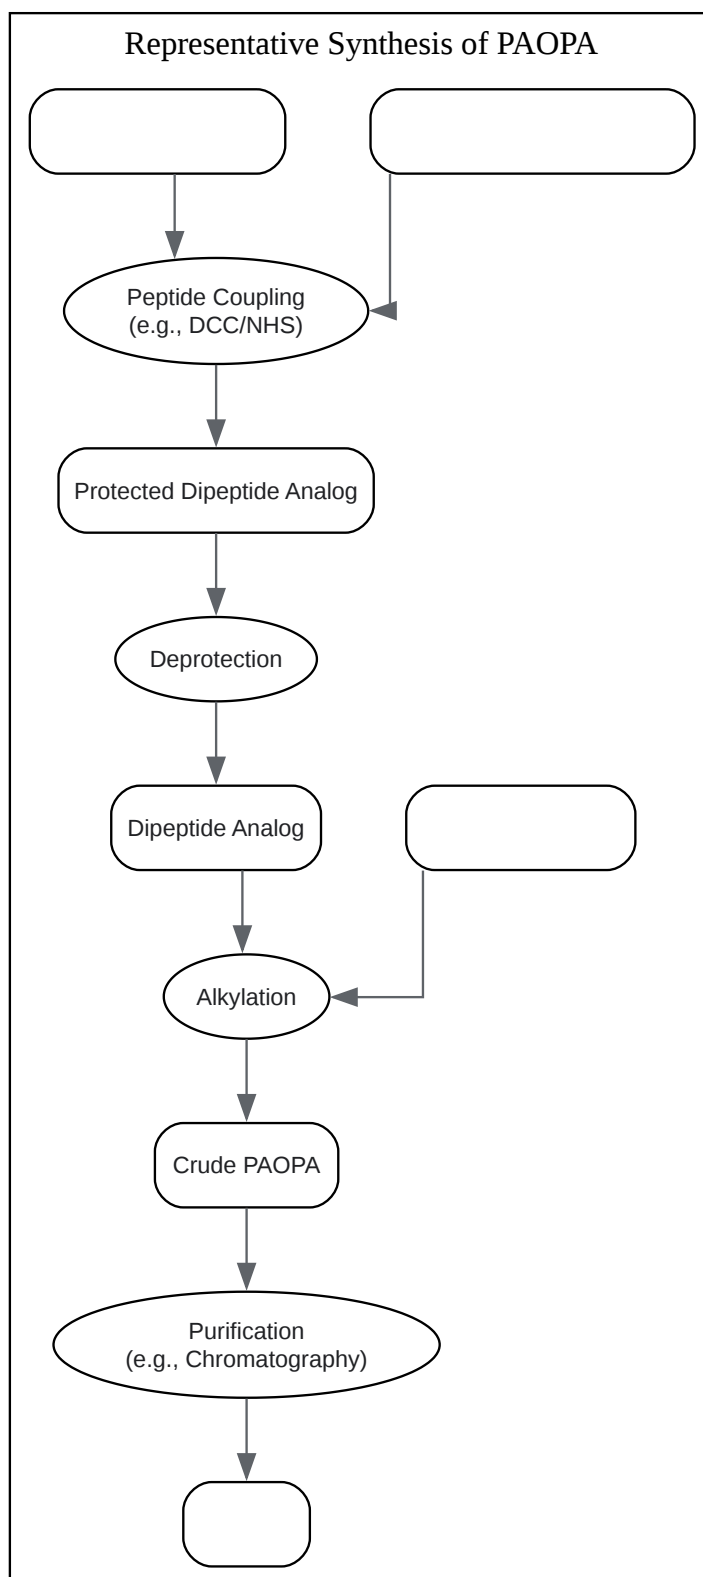 Representative Synthesis of PAOPA
Peptide Coupling
(e.g., DCC/NHS)
Protected Dipeptide Analog
Deprotection
Dipeptide Analog
Alkylation
Crude PAOPA
Purification
(e.g., Chromatography)